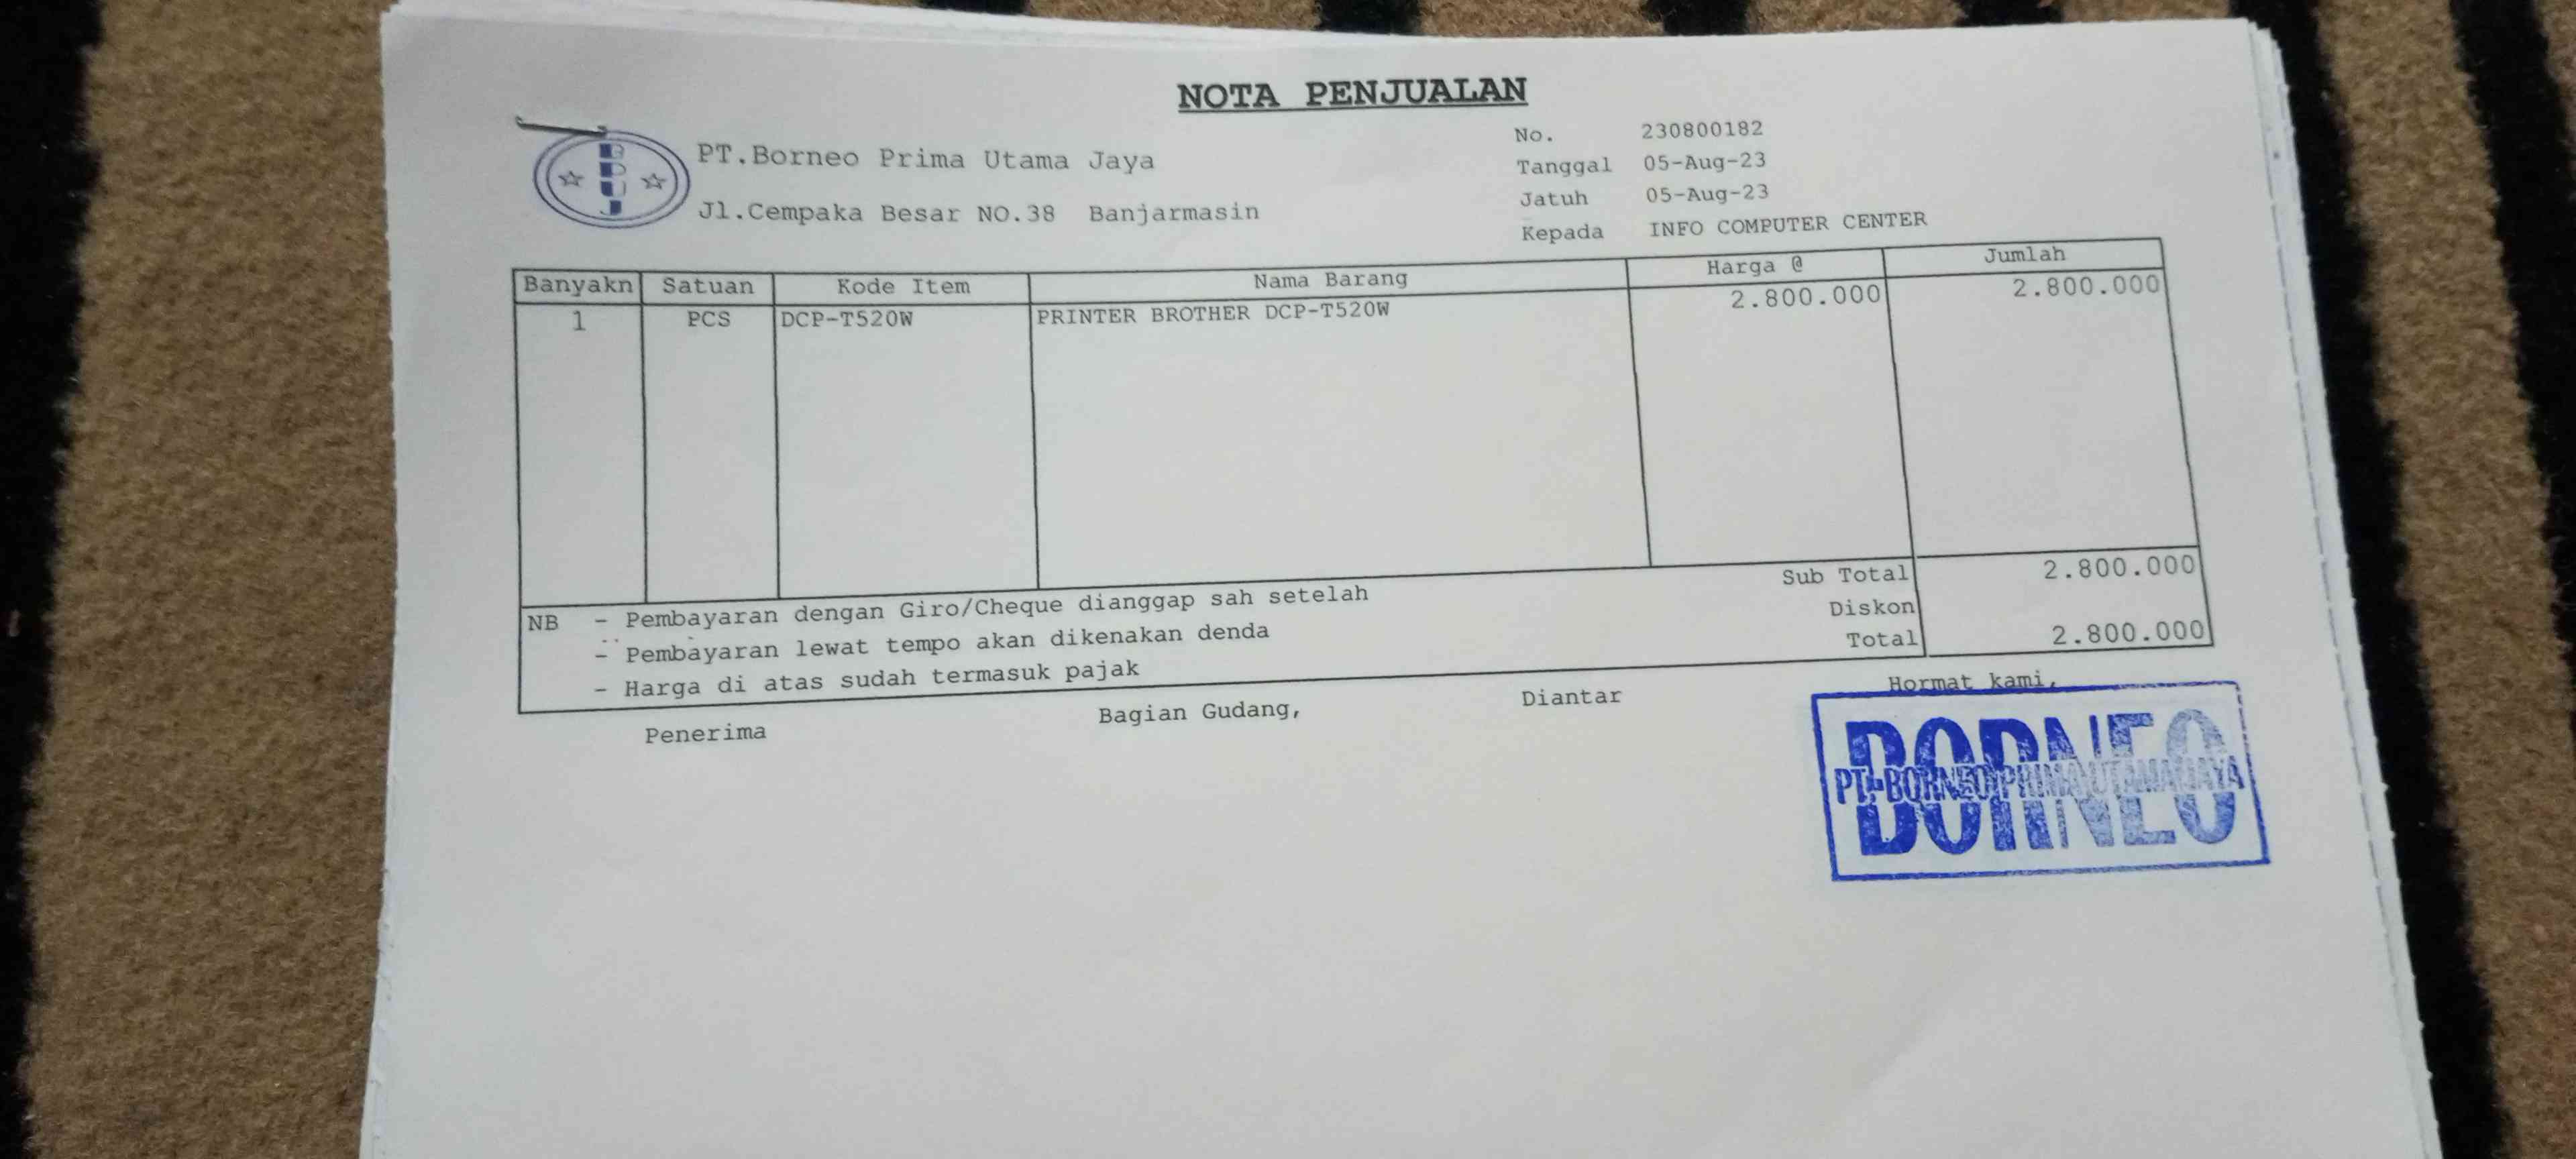 NOTA PENJUALAN
BPUJ
PT.Borneo Prima Utama Jaya
Jl.Cempaka Besar NO.38 Banjarmasin
No. 230800182
Tanggal 05-Aug-23
Jatuh 05-Aug-23
Kepada INFO COMPUTER CENTER
Banyakn Satuan Kode Item Nama Barang Harga @ Jumlah
1 PCS DCP-T520W PRINTER BROTHER DCP-T520W 2.800.000 2.800.000
Sub Total 2.800.000
Diskon
Total 2.800.000
NB - Pembayaran dengan Giro/Cheque dianggap sah setelah
- Pembayaran lewat tempo akan dikenakan denda
- Harga di atas sudah termasuk pajak
Penerima Bagian Gudang, Diantar Hormat kami,
BORNEO
PT. BORNEO PRIMA UTAMA JAYA